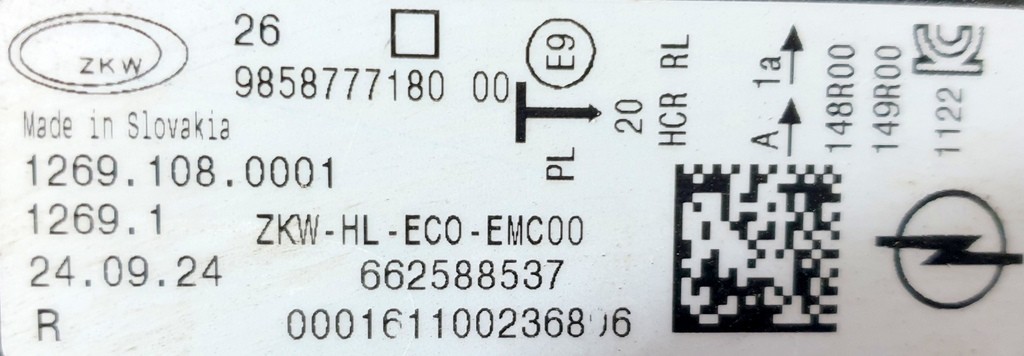 ZKW
26
9858777180 00
Made in Slovakia
1269.108.0001
1269.1
ZKW-HL-ECO-EMC00
24.09.24
662588537
R
E9
PL
20
HCR RL
A 1a
148R00
149R00
1122